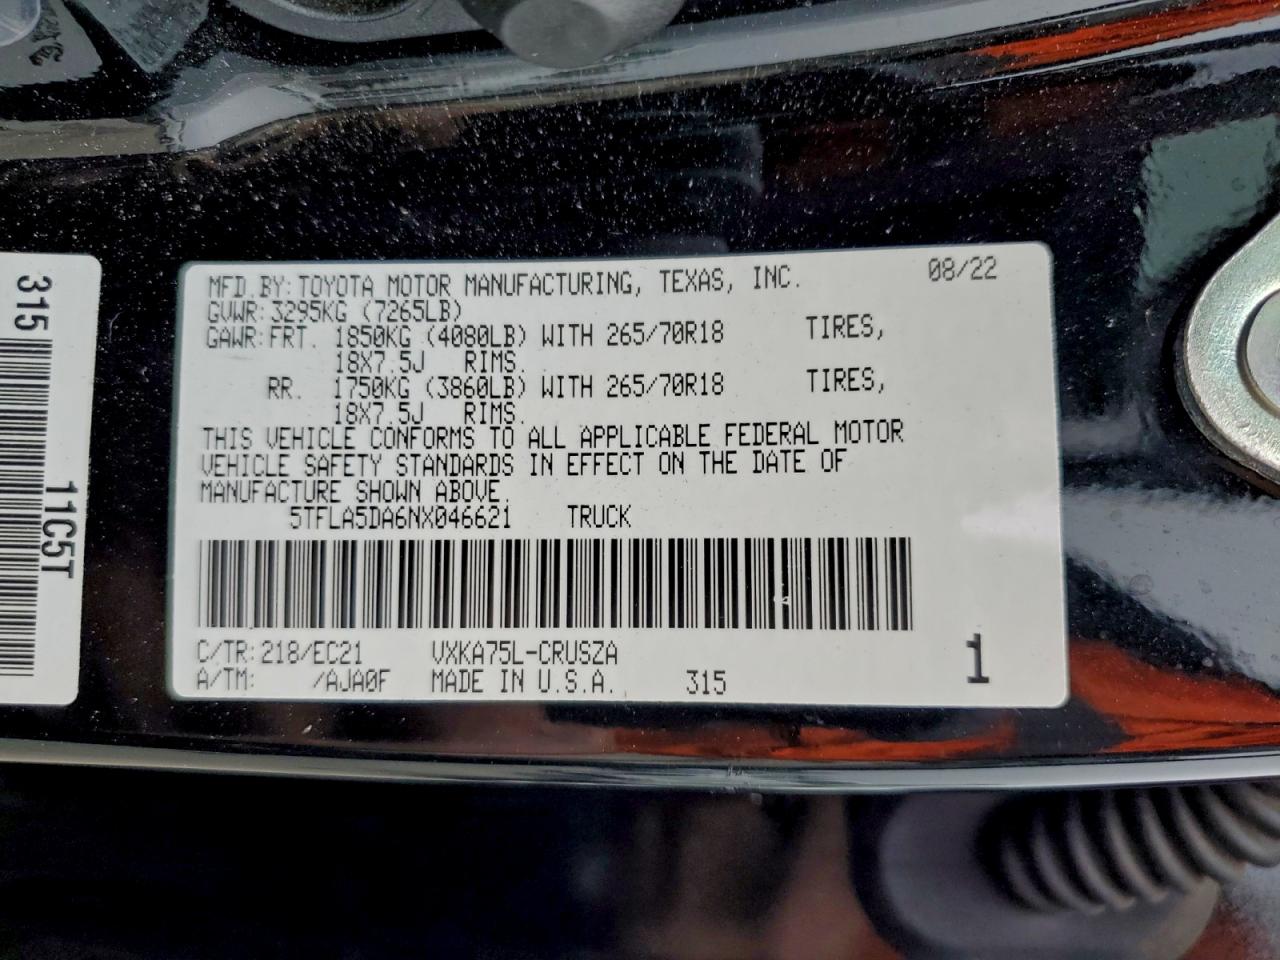 315
11C5T
MFD. BY: TOYOTA MOTOR MANUFACTURING, TEXAS, INC. 08/22
GVWR: 3295KG (7265LB)
GAWR: FRT. 1850KG (4080LB) WITH 265/70R18 TIRES,
18X7.5J RIMS.
RR. 1750KG (3860LB) WITH 265/70R18 TIRES,
18X7.5J RIMS.
THIS VEHICLE CONFORMS TO ALL APPLICABLE FEDERAL MOTOR
VEHICLE SAFETY STANDARDS IN EFFECT ON THE DATE OF
MANUFACTURE SHOWN ABOVE.
5TFLA5DA6NX046621 TRUCK
C/TR: 218/EC21 VXKA75L-CRUSZA
A/TM: /AJA0F MADE IN U.S.A. 315
1